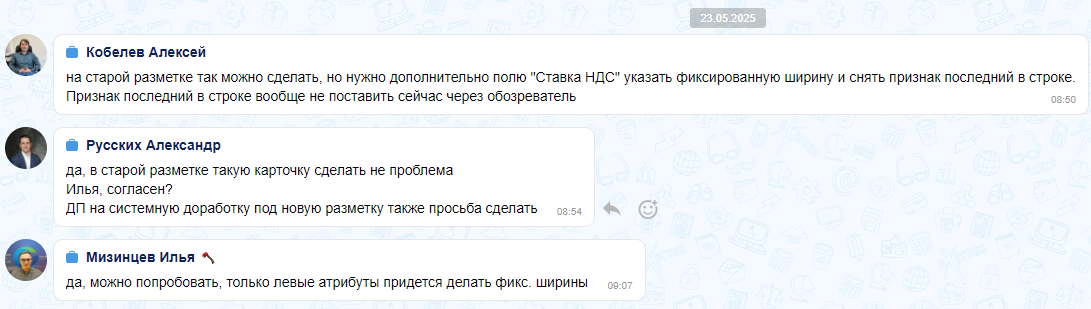 23.05.2025
Кобелев Алексей
на старой разметке так можно сделать, но нужно дополнительно полю "Ставка НДС" указать фиксированную ширину и снять признак последний в строке.
Признак последний в строке вообще не поставить сейчас через обозреватель
08:50
Русских Александр
да, в старой разметке такую карточку сделать не проблема
Илья, согласен?
ДП на системную доработку под новую разметку также просьба сделать
08:54
Мизинцев Илья
да, можно попробовать, только левые атрибуты придется делать фикс. ширины
09:07